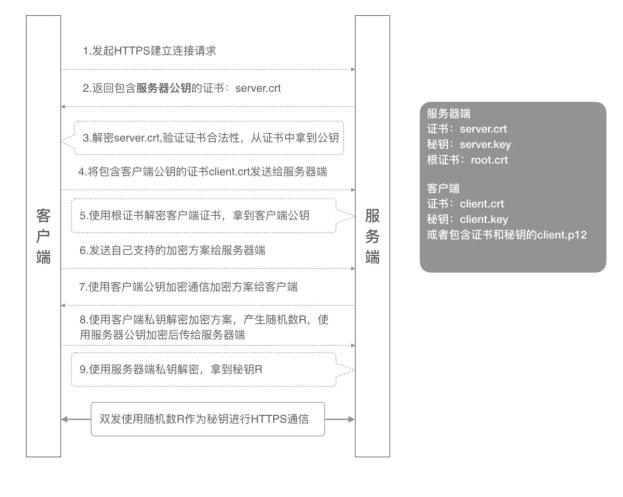 1.发起HTTPS建立连接请求
2.返回包含服务器公钥的证书：server.crt
3.解密server.crt,验证证书合法性，从证书中拿到公钥
4.将包含客户端公钥的证书client.crt发送给服务器端
5.使用根证书解密客户端证书，拿到客户端公钥
6.发送自己支持的加密方案给服务器端
7.使用客户端公钥加密通信加密方案给客户端
8.使用客户端私钥解密加密方案，产生随机数R，使
用服务器公钥加密后传给服务器端
9.使用服务器端私钥解密，拿到秘钥R
双发使用随机数R作为秘钥进行HTTPS通信
客户端
服务端
服务器端
证书：server.crt
秘钥：server.key
根证书：root.crt
客户端
证书：client.crt
秘钥：client.key
或者包含证书和秘钥的client.p12